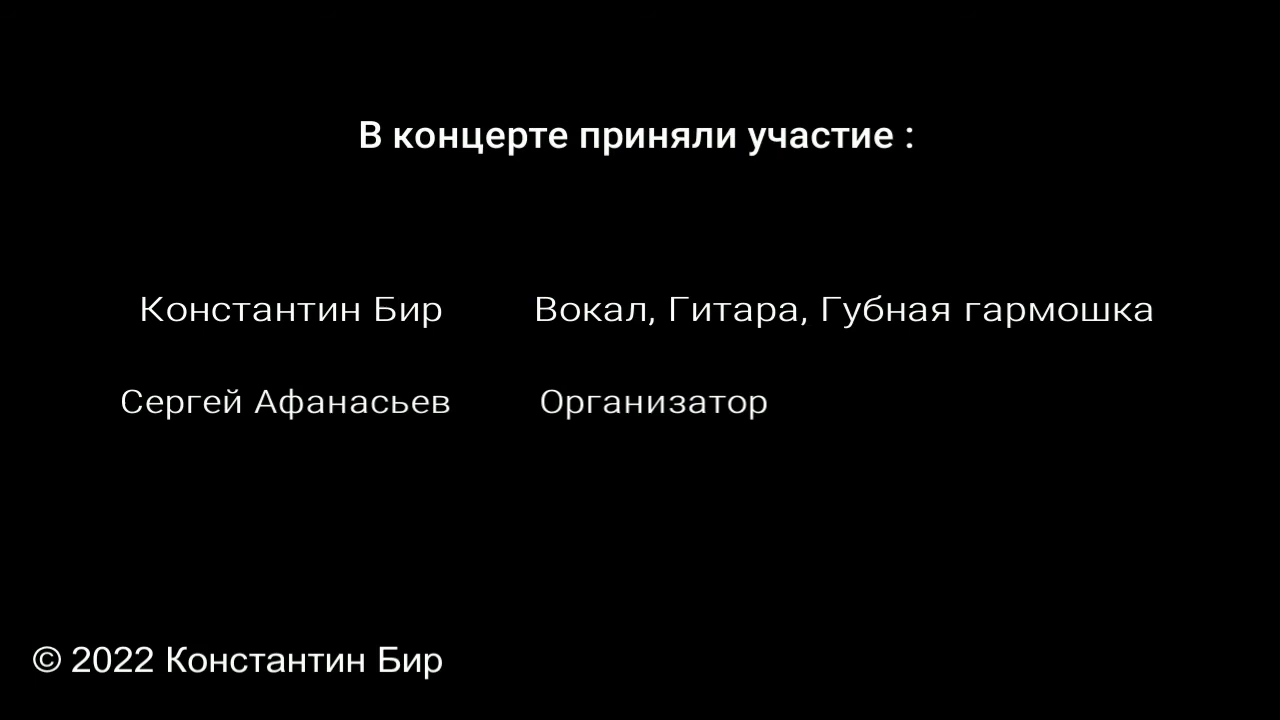 В концерте приняли участие :
Константин Бир Вокал, Гитара, Губная гармошка
Сергей Афанасьев Организатор
© 2022 Константин Бир